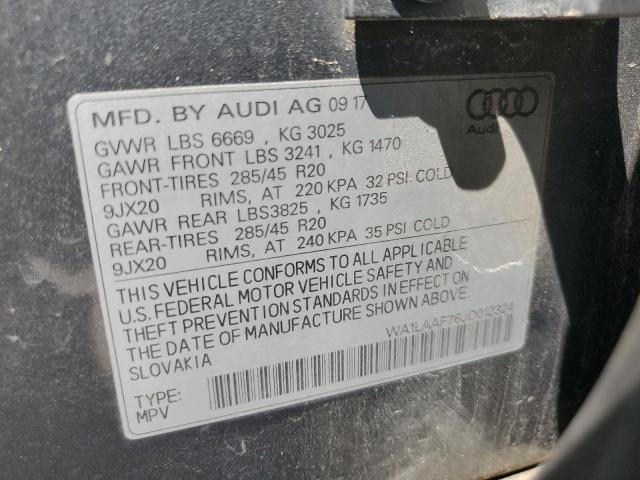 MFD. BY AUDI AG 09 17
Audi
GVWR LBS 6669 , KG 3025
GAWR FRONT LBS 3241 , KG 1470
FRONT-TIRES 285/45 R20
9JX20 RIMS, AT 220 KPA 32 PSI COLD
GAWR REAR LBS3825 , KG 1735
REAR-TIRES 285/45 R20
9JX20 RIMS, AT 240 KPA 35 PSI COLD
THIS VEHICLE CONFORMS TO ALL APPLICABLE
U.S. FEDERAL MOTOR VEHICLE SAFETY AND
THEFT PREVENTION STANDARDS IN EFFECT ON
THE DATE OF MANUFACTURE SHOWN ABOVE.
SLOVAKIA
WA1LAAF76JD012324
TYPE:
MPV